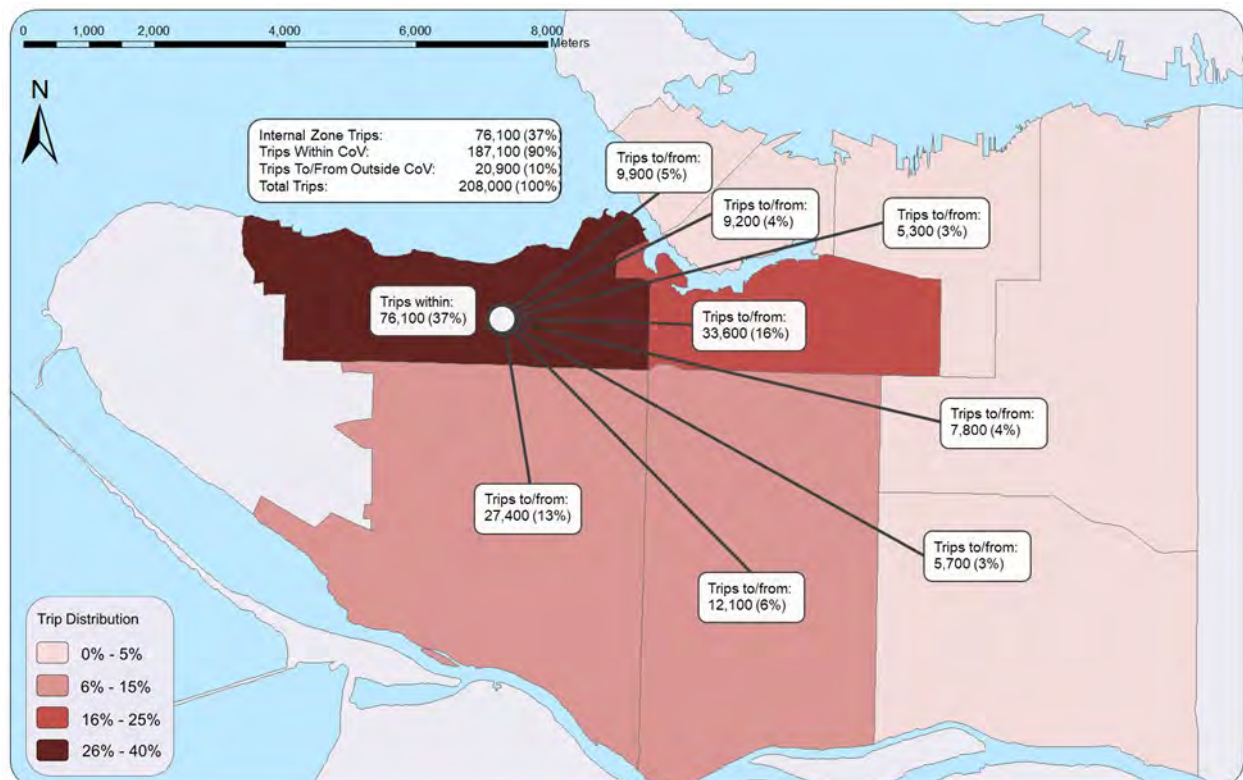 0 1,000 2,000 4,000 6,000 8,000
Meters
N
Internal Zone Trips: 76,100 (37%)
Trips Within CoV: 187,100 (90%)
Trips To/From Outside CoV: 20,900 (10%)
Total Trips: 208,000 (100%)
Trips to/from:
9,900 (5%)
Trips to/from:
9,200 (4%)
Trips to/from:
5,300 (3%)
Trips within:
76,100 (37%)
Trips to/from:
33,600 (16%)
Trips to/from:
7,800 (4%)
Trips to/from:
27,400 (13%)
Trips to/from:
5,700 (3%)
Trips to/from:
12,100 (6%)
Trip Distribution
0% - 5%
6% - 15%
16% - 25%
26% - 40%